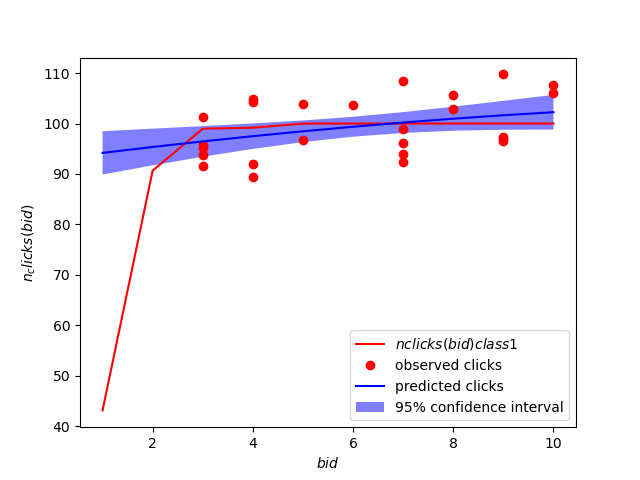 110
100
90
80
70
60
50
40
n_clicks(bid)
nclicks(bid)class1
observed clicks
predicted clicks
95% confidence interval
2
4
6
8
10
bid